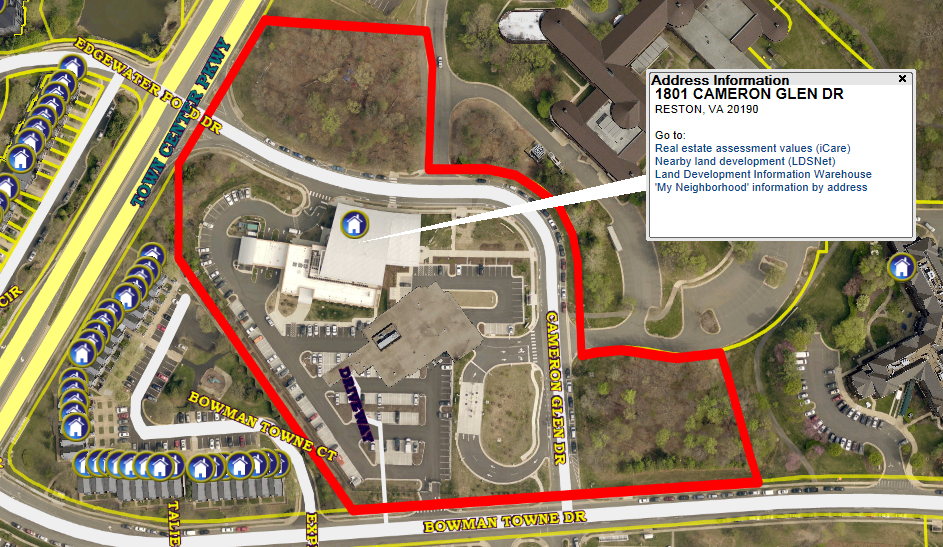 EDGEWATER POND DR
TOWN CENTER PKWY
Address Information
1801 CAMERON GLEN DR
RESTON, VA 20190
Go to:
Real estate assessment values (iCare)
Nearby land development (LDSNet)
Land Development Information Warehouse
'My Neighborhood' information by address
CIR
CAMERON GLEN DR
DRIVEWAY
BOWMAN TOWNE CT
TALIE
EXP
BOWMAN TOWNE DR